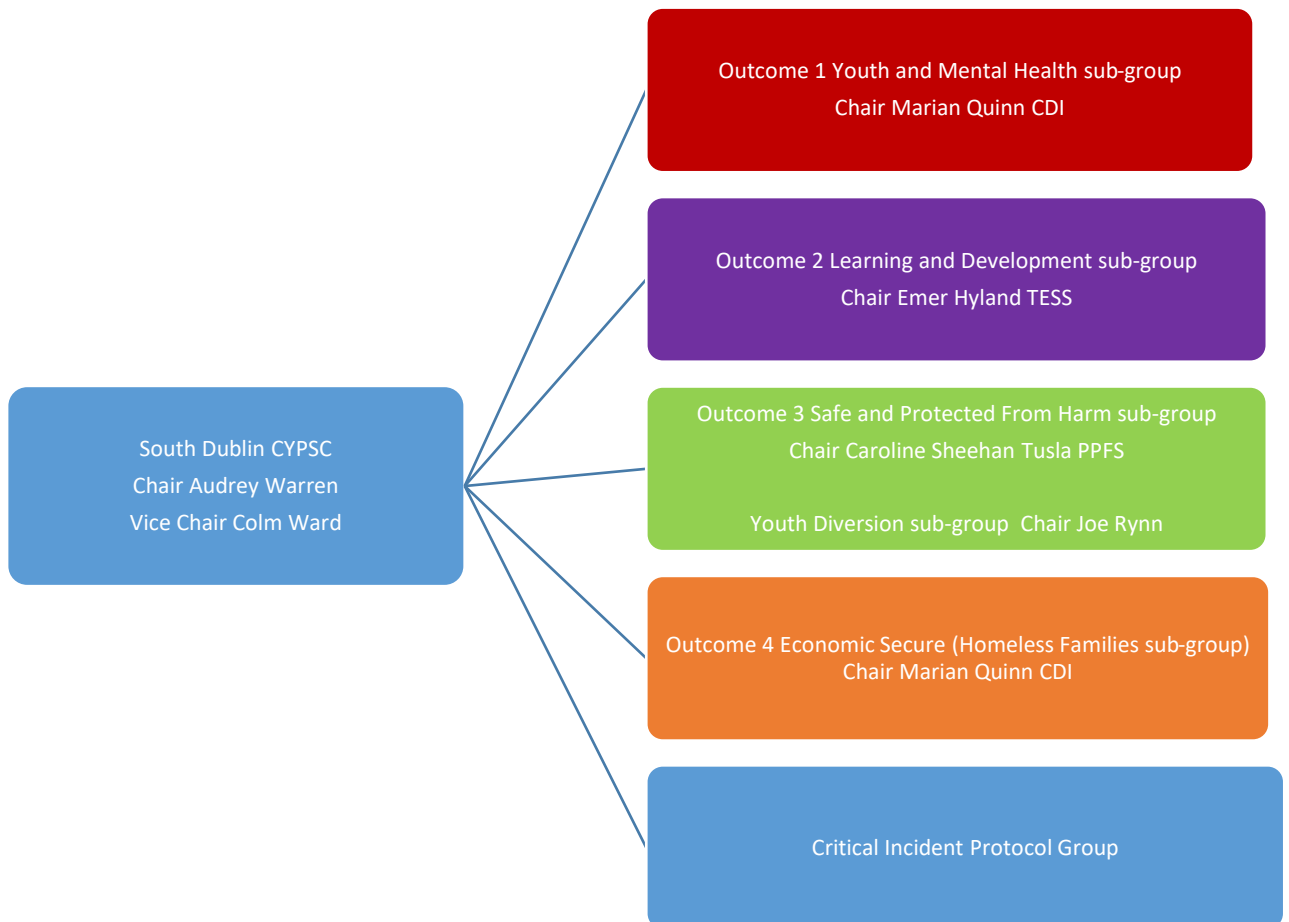 South Dublin CYPSC
Chair Audrey Warren
Vice Chair Colm Ward
Outcome 1 Youth and Mental Health sub-group
Chair Marian Quinn CDI
Outcome 2 Learning and Development sub-group
Chair Emer Hyland TESS
Outcome 3 Safe and Protected From Harm sub-group
Chair Caroline Sheehan Tusla PPFS
Youth Diversion sub-group  Chair Joe Rynn
Outcome 4 Economic Secure (Homeless Families sub-group)
Chair Marian Quinn CDI
Critical Incident Protocol Group